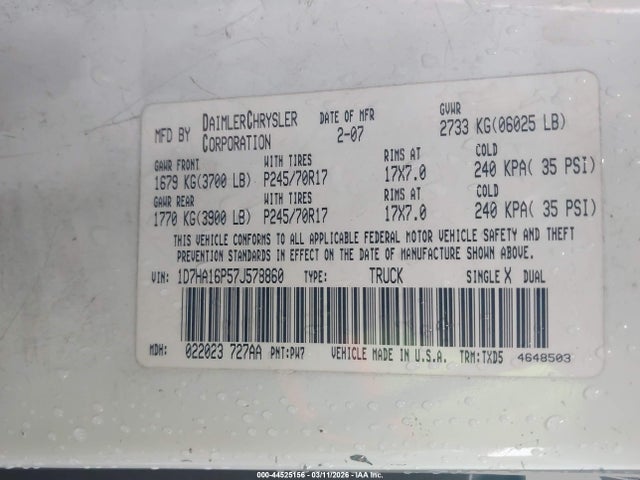 MFD BY DAIMLERCHRYSLER CORPORATION DATE OF MFR 2-07 GVWR 2733 KG(06025 LB)
GAWR FRONT WITH TIRES RIMS AT COLD
1679 KG(3700 LB) P245/70R17 17X7.0 240 KPA( 35 PSI)
GAWR REAR WITH TIRES RIMS AT COLD
1770 KG(3900 LB) P245/70R17 17X7.0 240 KPA( 35 PSI)
THIS VEHICLE CONFORMS TO ALL APPLICABLE FEDERAL MOTOR VEHICLE SAFETY AND THEFT
PREVENTION STANDARDS IN EFFECT ON THE DATE OF MANUFACTURE SHOWN ABOVE.
VIN: 1D7HA16P57J578860 TYPE: TRUCK SINGLE X DUAL
MDH: 022023 727AA PNT:PW7 VEHICLE MADE IN U.S.A. TRM:TXD5 4648503
000-44525156 - 03/11/2026 - IAA Inc.